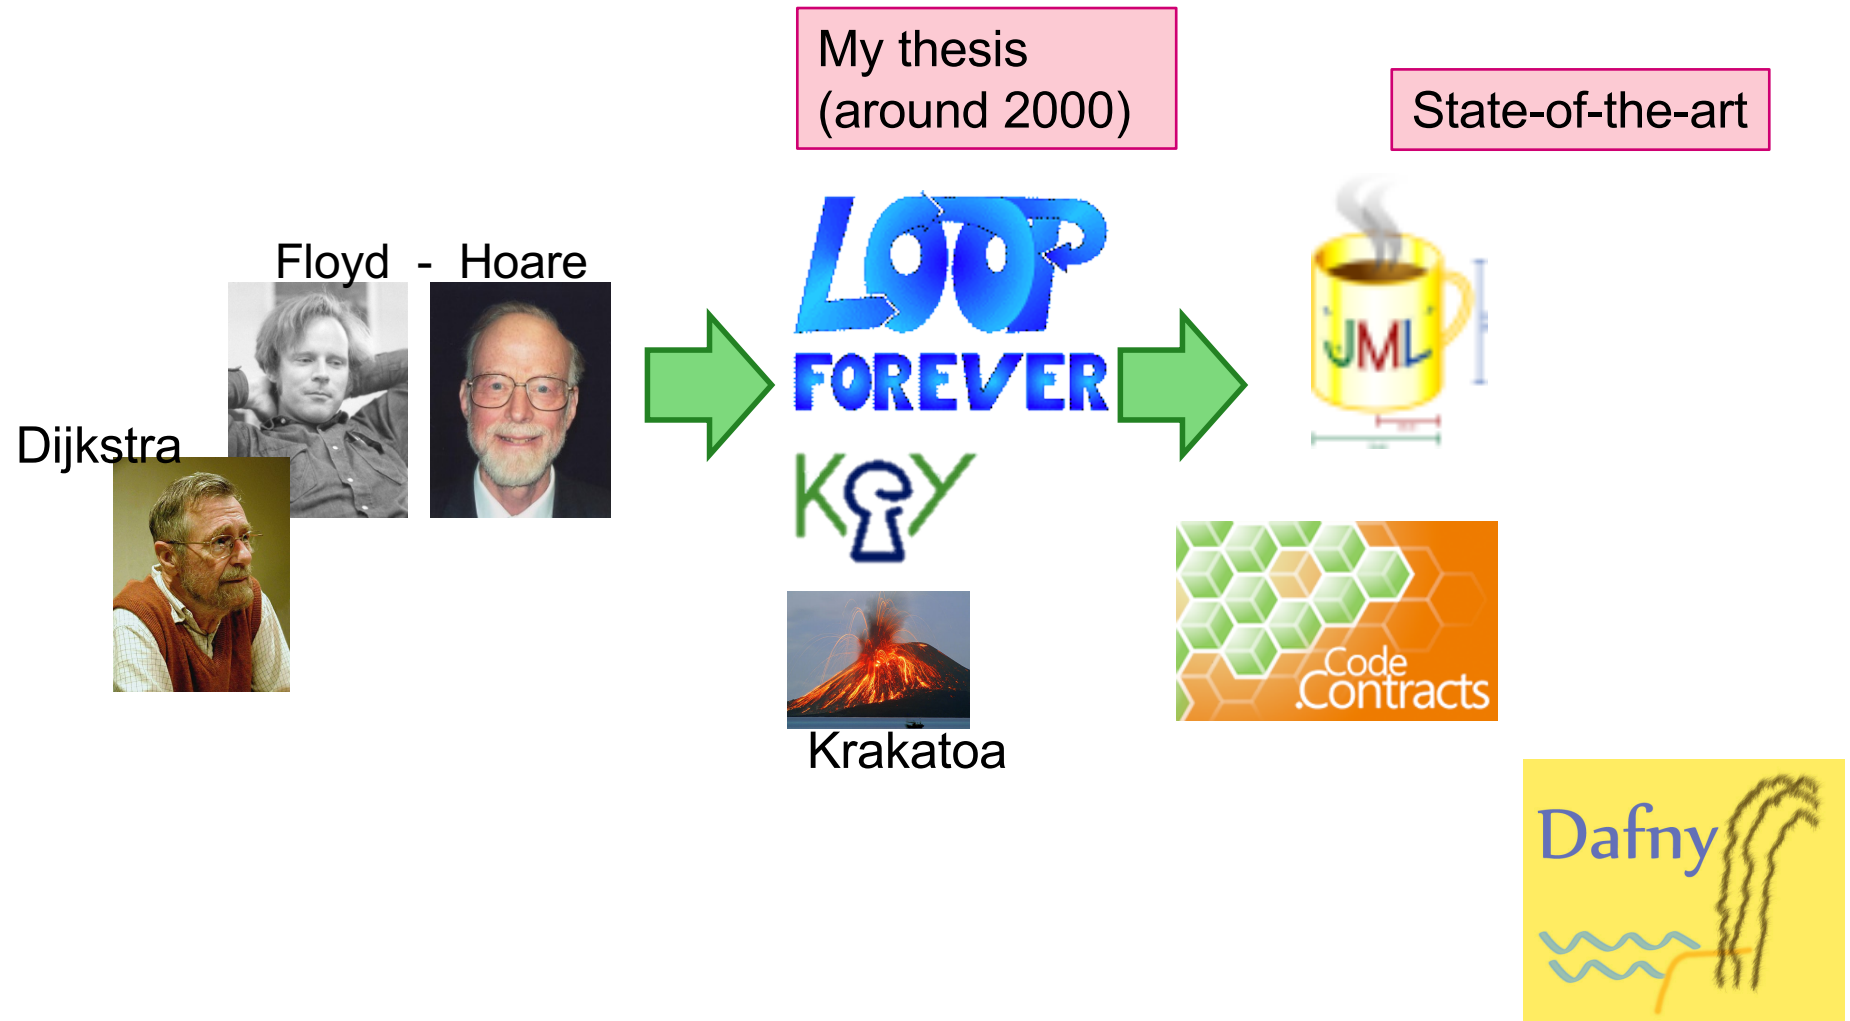 My thesis
(around 2000)
State-of-the-art
Floyd - Hoare
Dijkstra
LOOP
FOREVER
JML
KeY
Code
Contracts
Krakatoa
Dafny